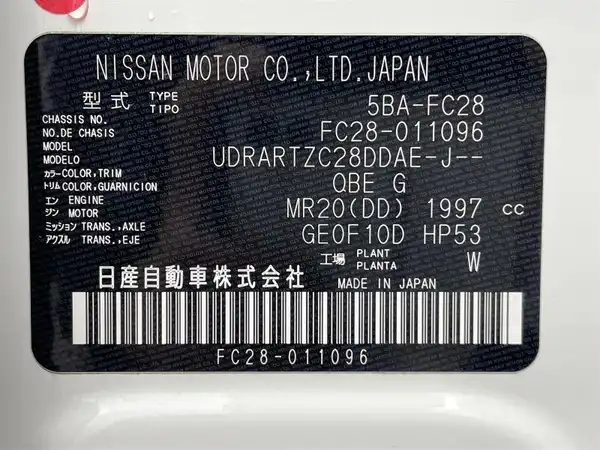 NISSAN MOTOR CO.,LTD.JAPAN
型式 TYPE TIPO 5BA-FC28
CHASSIS NO. NO.DE CHASSIS FC28-011096
MODEL MODELO UDRARTZC28DDAE-J--
カラー COLOR,TRIM トリム COLOR,GUARNICION QBE G
エンジン ENGINE MOTOR MR20(DD) 1997 CC
ミッション TRANS.,AXLE アクスル TRANS.,EJE GE0F10D HP53
工場 PLANT PLANTA W
日産自動車株式会社 MADE IN JAPAN
FC28-011096